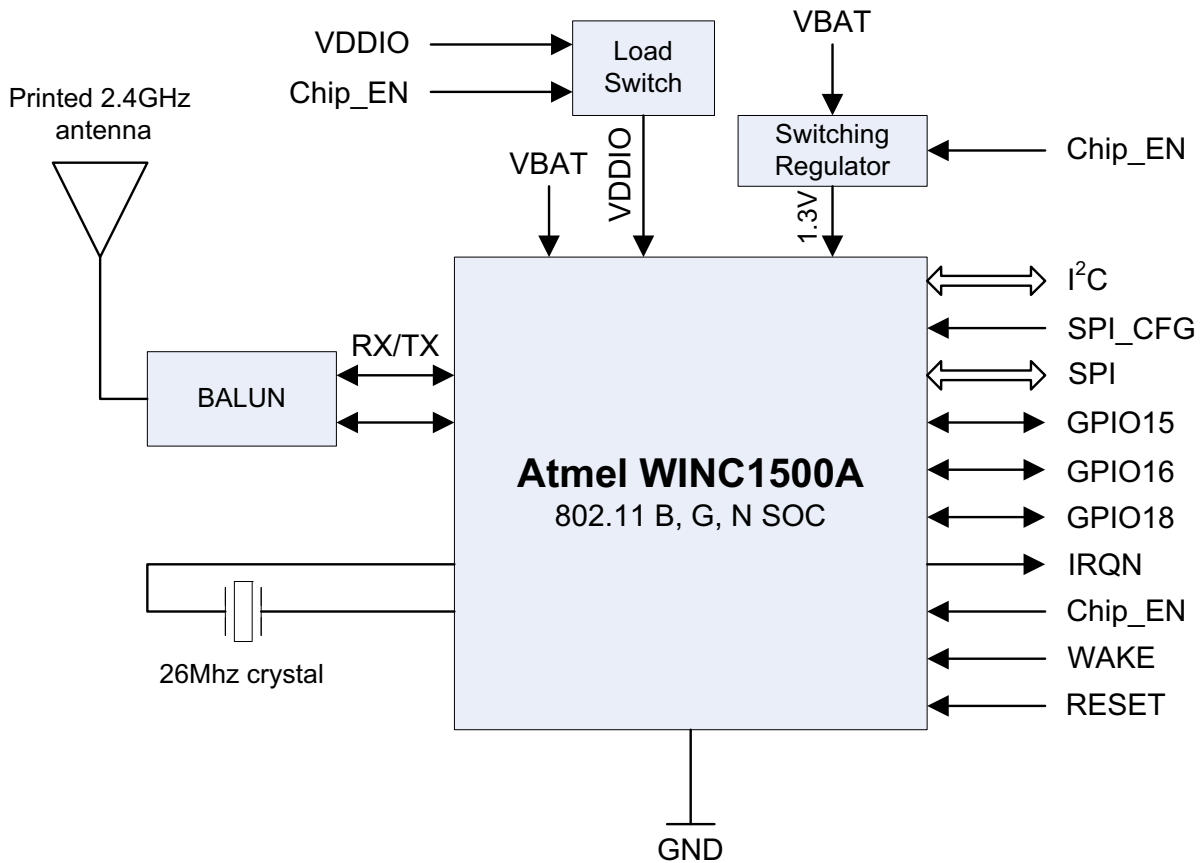 VBAT
VDDIO
Load
Switch
Chip_EN
Printed 2.4GHz
antenna
Switching
Regulator
Chip_EN
VBAT
VDDIO
1.3V
I²C
SPI_CFG
RX/TX
SPI
BALUN
GPIO15
Atmel WINC1500A
802.11 B, G, N SOC
GPIO16
GPIO18
IRQN
Chip_EN
WAKE
26Mhz crystal
RESET
GND